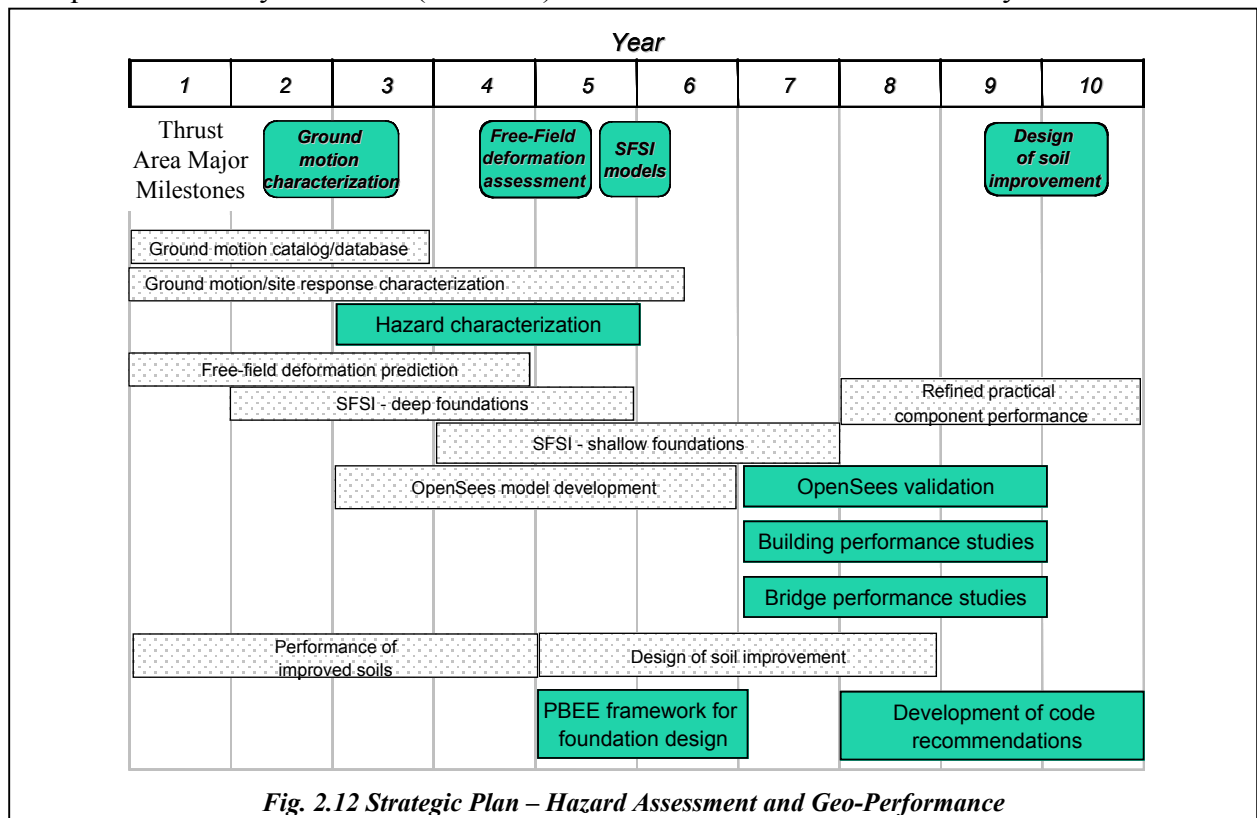 Year
1 2 3 4 5 6 7 8 9 10
Thrust
Area Major
Milestones
Ground
motion
characterization
Free-Field
deformation
assessment
SFSI
models
Design
of soil
improvement
Ground motion catalog/database
Ground motion/site response characterization
Hazard characterization
Free-field deformation prediction
SFSI - deep foundations
Refined practical
component performance
SFSI - shallow foundations
OpenSees model development
OpenSees validation
Building performance studies
Bridge performance studies
Performance of
improved soils
Design of soil improvement
PBEE framework for
foundation design
Development of code
recommendations
Fig. 2.12 Strategic Plan – Hazard Assessment and Geo-Performance